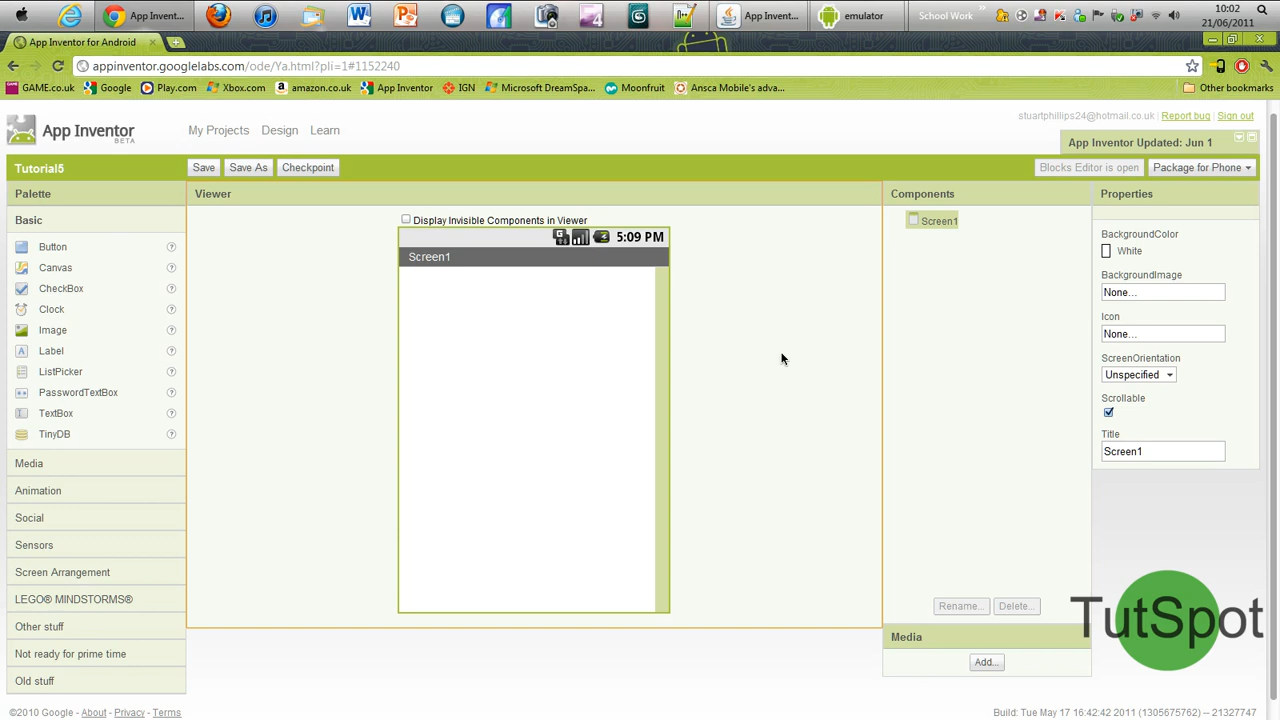 App Invent...
App Invent...
emulator
School Work
10:02
21/06/2011
App Inventor for Android
appinventor.googlelabs.com/ode/Ya.html?pli=1#1152240
GAME.co.uk
Google
Play.com
Xbox.com
amazon.co.uk
App Inventor
IGN
Microsoft DreamSpa...
Moonfruit
Ansca Mobile's adva...
Other bookmarks
App Inventor
BETA
My Projects
Design
Learn
stuartphillips24@hotmail.co.uk
Report bug
Sign out
App Inventor Updated: Jun 1
Tutorial5
Save
Save As
Checkpoint
Blocks Editor is open
Package for Phone
Palette
Viewer
Components
Properties
Basic
Button
Canvas
CheckBox
Clock
Image
Label
ListPicker
PasswordTextBox
TextBox
TinyDB
Media
Animation
Social
Sensors
Screen Arrangement
LEGO® MINDSTORMS®
Other stuff
Not ready for prime time
Old stuff
Display Invisible Components in Viewer
5:09 PM
Screen1
Screen1
Rename...
Delete...
Media
Add...
BackgroundColor
White
BackgroundImage
None...
Icon
None...
ScreenOrientation
Unspecified
Scrollable
Title
Screen1
TutSpot
©2010 Google - About - Privacy - Terms
Build: Tue May 17 16:42:42 2011 (1305675762) -- 21327747